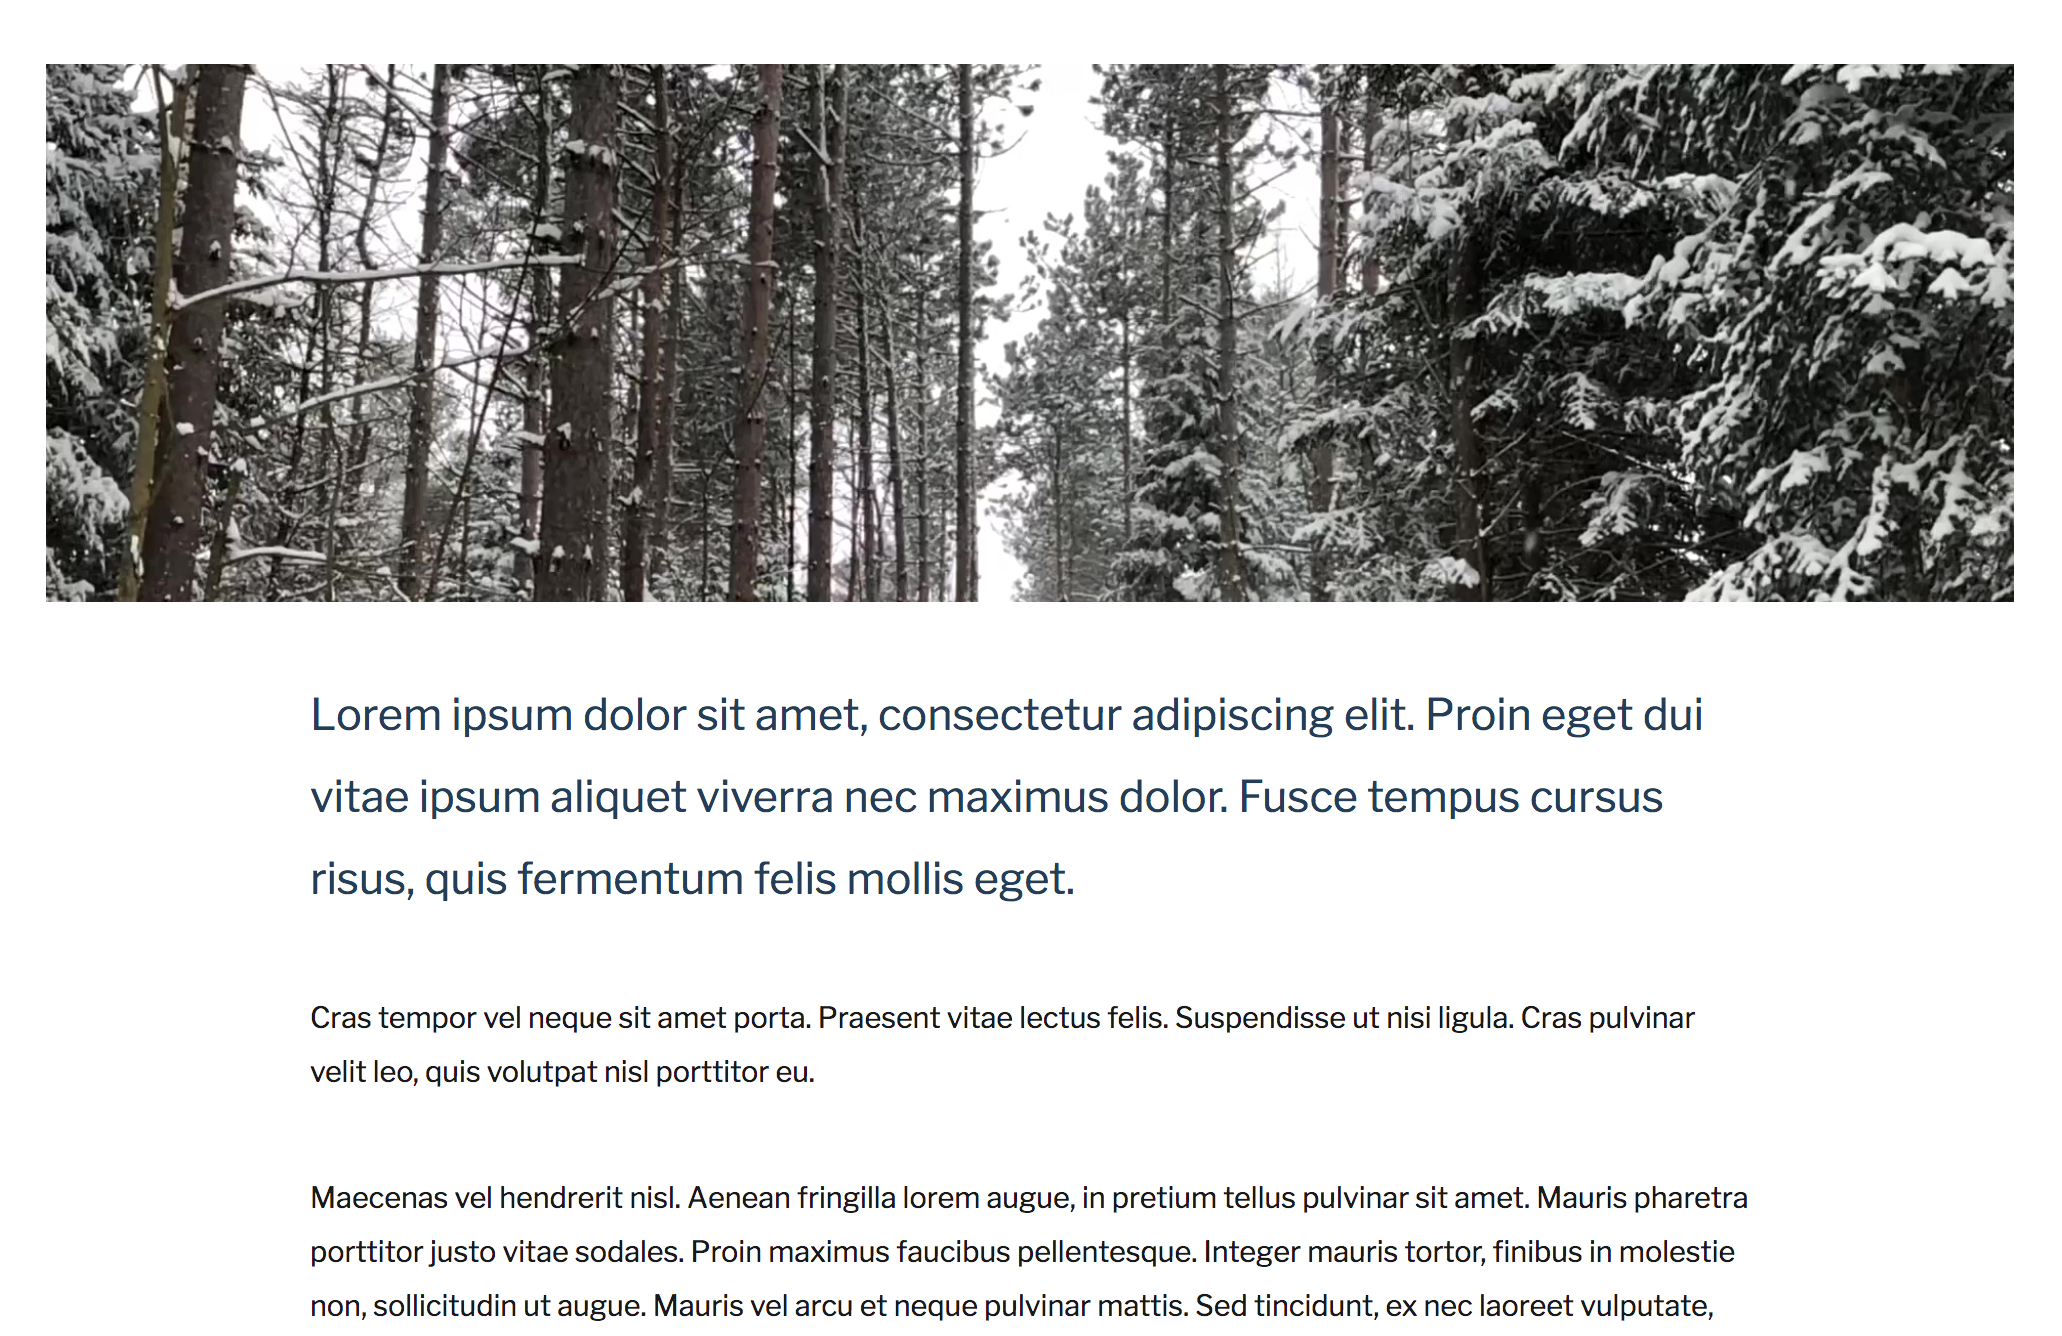 Lorem ipsum dolor sit amet, consectetur adipiscing elit. Proin eget dui
vitae ipsum aliquet viverra nec maximus dolor. Fusce tempus cursus
risus, quis fermentum felis mollis eget.
Cras tempor vel neque sit amet porta. Praesent vitae lectus felis. Suspendisse ut nisi ligula. Cras pulvinar
velit leo, quis volutpat nisl porttitor eu.
Maecenas vel hendrerit nisl. Aenean fringilla lorem augue, in pretium tellus pulvinar sit amet. Mauris pharetra
porttitor justo vitae sodales. Proin maximus faucibus pellentesque. Integer mauris tortor, finibus in molestie
non, sollicitudin ut augue. Mauris vel arcu et neque pulvinar mattis. Sed tincidunt, ex nec laoreet vulputate,